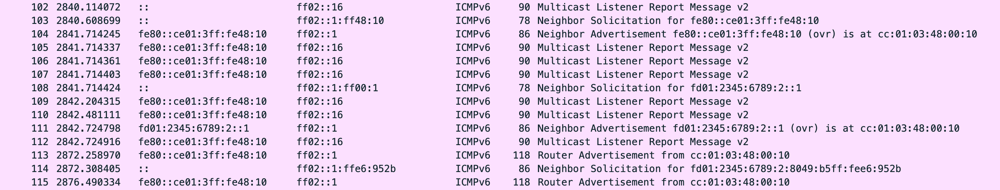 102 2840.114072 :: ff02::16 ICMPv6 90 Multicast Listener Report Message v2
103 2840.608699 :: ff02::1:ff48:10 ICMPv6 78 Neighbor Solicitation for fe80::ce01:3ff:fe48:10
104 2841.714245 fe80::ce01:3ff:fe48:10 ff02::1 ICMPv6 86 Neighbor Advertisement fe80::ce01:3ff:fe48:10 (ovr) is at cc:01:03:48:00:10
105 2841.714337 fe80::ce01:3ff:fe48:10 ff02::16 ICMPv6 90 Multicast Listener Report Message v2
106 2841.714361 fe80::ce01:3ff:fe48:10 ff02::16 ICMPv6 90 Multicast Listener Report Message v2
107 2841.714403 fe80::ce01:3ff:fe48:10 ff02::16 ICMPv6 90 Multicast Listener Report Message v2
108 2841.714424 :: ff02::1:ff00:1 ICMPv6 78 Neighbor Solicitation for fd01:2345:6789:2::1
109 2842.204315 fe80::ce01:3ff:fe48:10 ff02::16 ICMPv6 90 Multicast Listener Report Message v2
110 2842.481111 fe80::ce01:3ff:fe48:10 ff02::16 ICMPv6 90 Multicast Listener Report Message v2
111 2842.724798 fd01:2345:6789:2::1 ff02::1 ICMPv6 86 Neighbor Advertisement fd01:2345:6789:2::1 (ovr) is at cc:01:03:48:00:10
112 2842.724916 fe80::ce01:3ff:fe48:10 ff02::16 ICMPv6 90 Multicast Listener Report Message v2
113 2872.258970 fe80::ce01:3ff:fe48:10 ff02::1 ICMPv6 118 Router Advertisement from cc:01:03:48:00:10
114 2872.308405 :: ff02::1:ffe6:952b ICMPv6 86 Neighbor Solicitation for fd01:2345:6789:2:8049:b5ff:fee6:952b
115 2876.490334 fe80::ce01:3ff:fe48:10 ff02::1 ICMPv6 118 Router Advertisement from cc:01:03:48:00:10